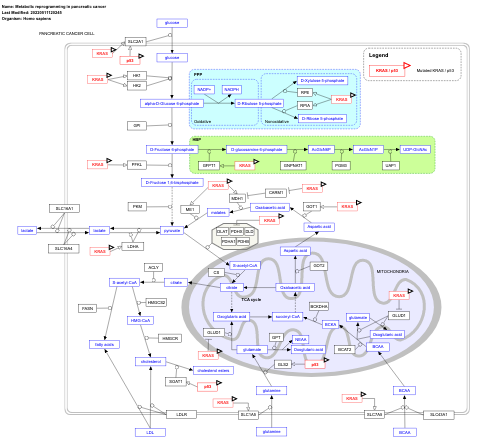 Name: Metabolic reprogramming in pancreatic cancer
Last Modified: 20220511120245
Organism: Homo sapiens
PANCREATIC CANCER CELL
glucose
SLC2A1
KRAS
p53
glucose
Legend
KRAS / p53
Mutated KRAS / p53
KRAS
HK1
HK2
PPP
NADP+
NADPH
D-Xylulose 5-phosphate
RPE
RPIA
KRAS
alpha-D-Glucose 6-phosphate
D-Ribulose 5-phosphate
D-Ribose 5-phosphate
Oxidative
Nonoxidative
GPI
HBP
D-Fructose 6-phosphate
D-glucosamine 6-phosphate
AcGlcN6P
AcGlcN1P
UDP-GlcNAc
GFPT1
KRAS
GNPNAT1
PGM3
UAP1
KRAS
PFKL
D-Fructose 1,6-bisphosphate
KRAS
MDH1
CARM1
KRAS
SLC16A1
PKM
ME1
malate
Oxaloacetic acid
GOT1
KRAS
KRAS
Aspartic acid
lactate
lactate
pyruvate
SLC16A4
KRAS
LDHA
DLAT
PDHX
DLD
PDHA1
PDHB
Aspartic acid
GOT2
MITOCHONDRIA
ACLY
CS
acetyl-CoA
acetyl-CoA
citrate
citrate
Oxaloacetic acid
TCA cycle
KRAS
FASN
HMGCS2
HMG-CoA
Oxoglutaric acid
succinyl-CoA
BCKDHA
BCKA
glutamate
GLUD1
GLUD1
HMGCR
fatty acids
GPT
NEAA
BCAT2
Oxoglutaric acid
BCAA
KRAS
glutamate
Oxoglutaric acid
cholesterol
cholesterol esters
GLS2
p53
SOAT1
p53
glutamine
BCAA
KRAS
KRAS
LDLR
SLC1A5
SLC7A5
SLC43A1
LDL
glutamine
BCAA